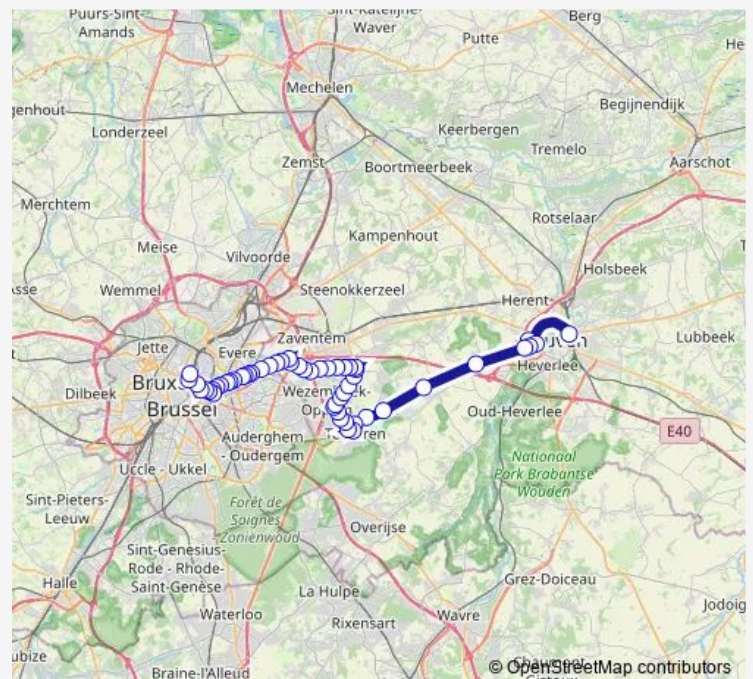 Puurs-Sint-
Amands
Sint-Katelijne-
Waver
Berg
Putte
Mechelen
Begijnendijk
Londerzeel
Keerbergen
Tremelo
Aarschot
Zemst
Boortmeerbeek
Merchtem
Rotselaar
Meise
Kampenhout
Vilvoorde
Holsbeek
Wemmel
Steenokkerzeel
Herent
Jette
Evere
Zaventem
Lubbeek
Heverlee
Dilbeek
Brussel
Oud-Heverlee
Auderghem
- Oudergem
E40
Uccle - Ukkel
Nationaal
Park Brabantse
Wouden
Sint-Pieters-
Leeuw
Forêt de
Soignes
- Zoniënwoud
Overijse
Sint-Genesius-
Rode - Rhode-
Saint-Genèse
Halle
La Hulpe
Grez-Doiceau
Waterloo
Rixensart
Wavre
Jodoig
Braine-l'Alleud
© OpenStreetMap contributors